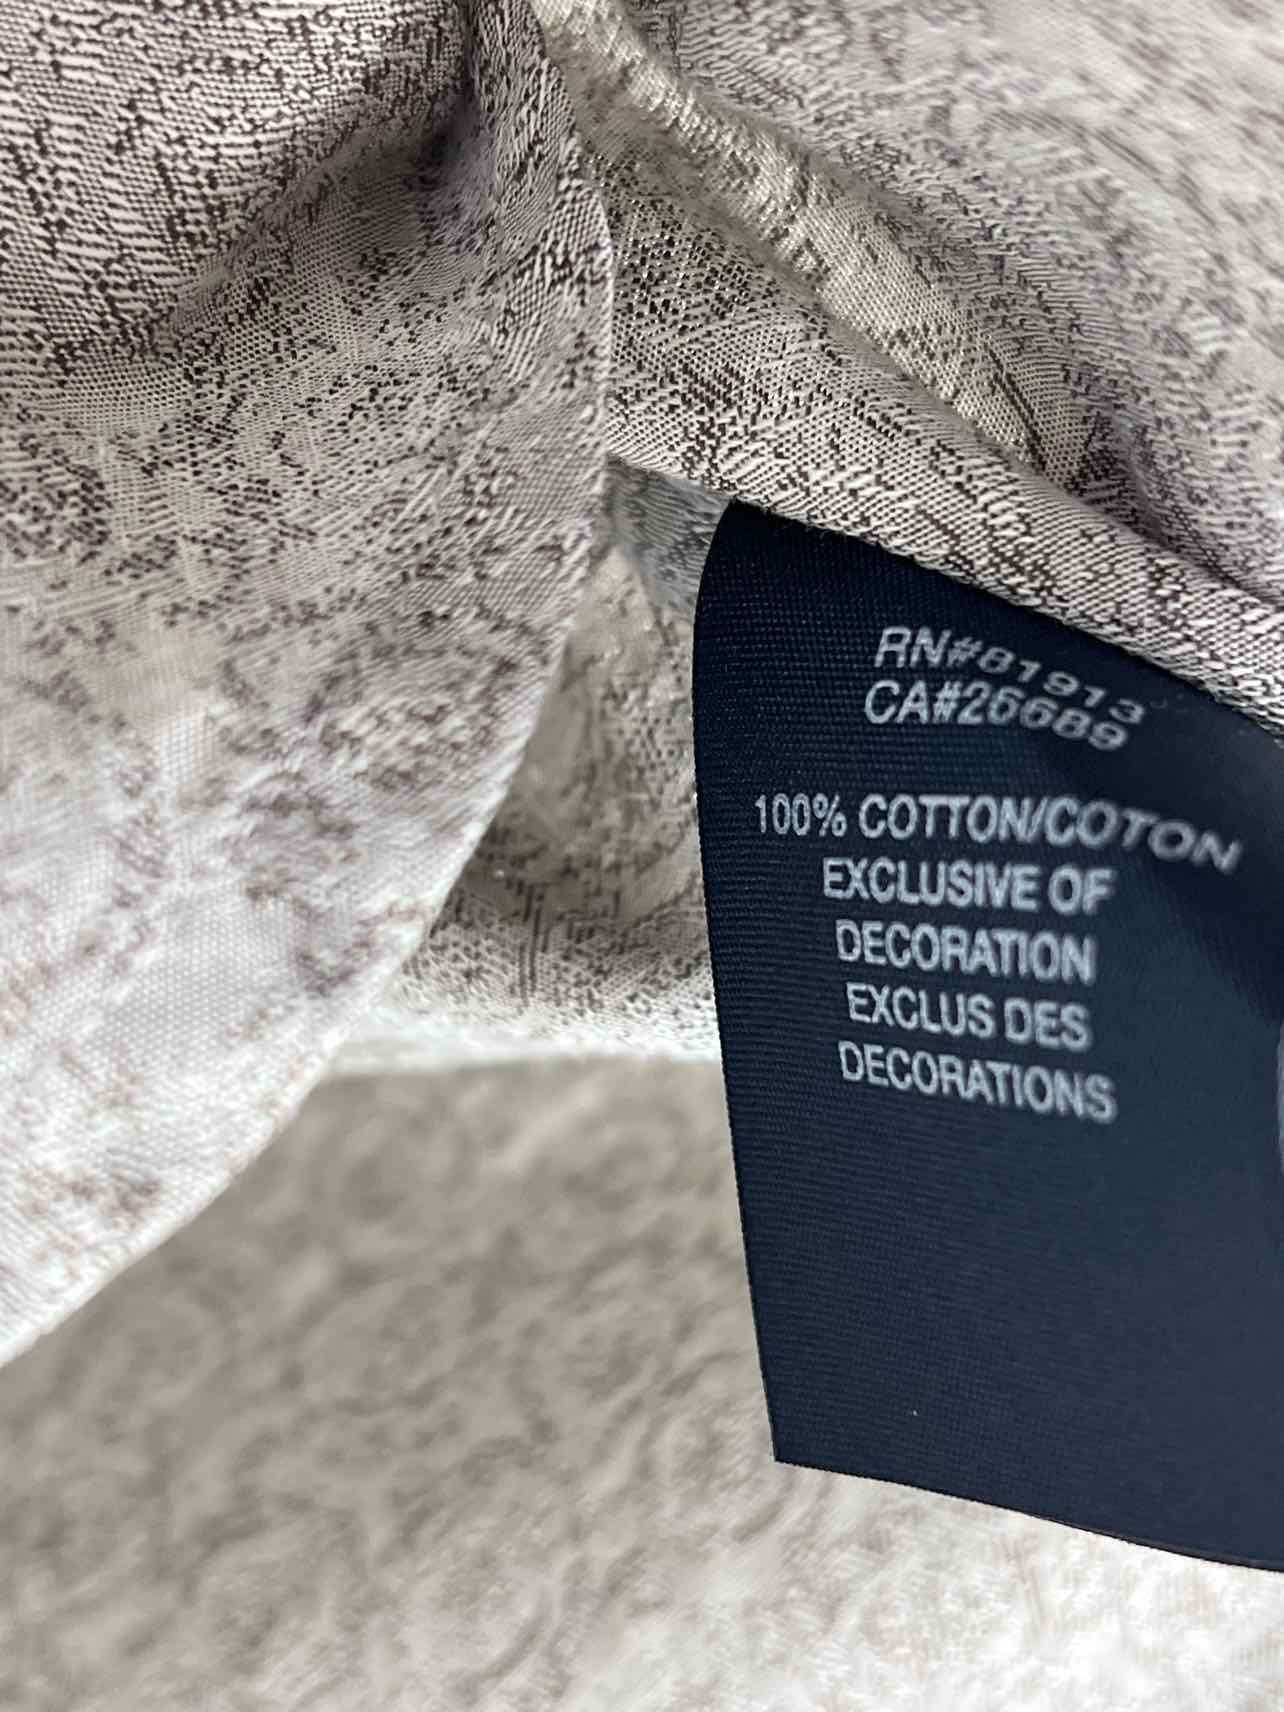 RN#81913
CA#26689
100% COTTON/COTON
EXCLUSIVE OF
DECORATION
EXCLUS DES
DECORATIONS